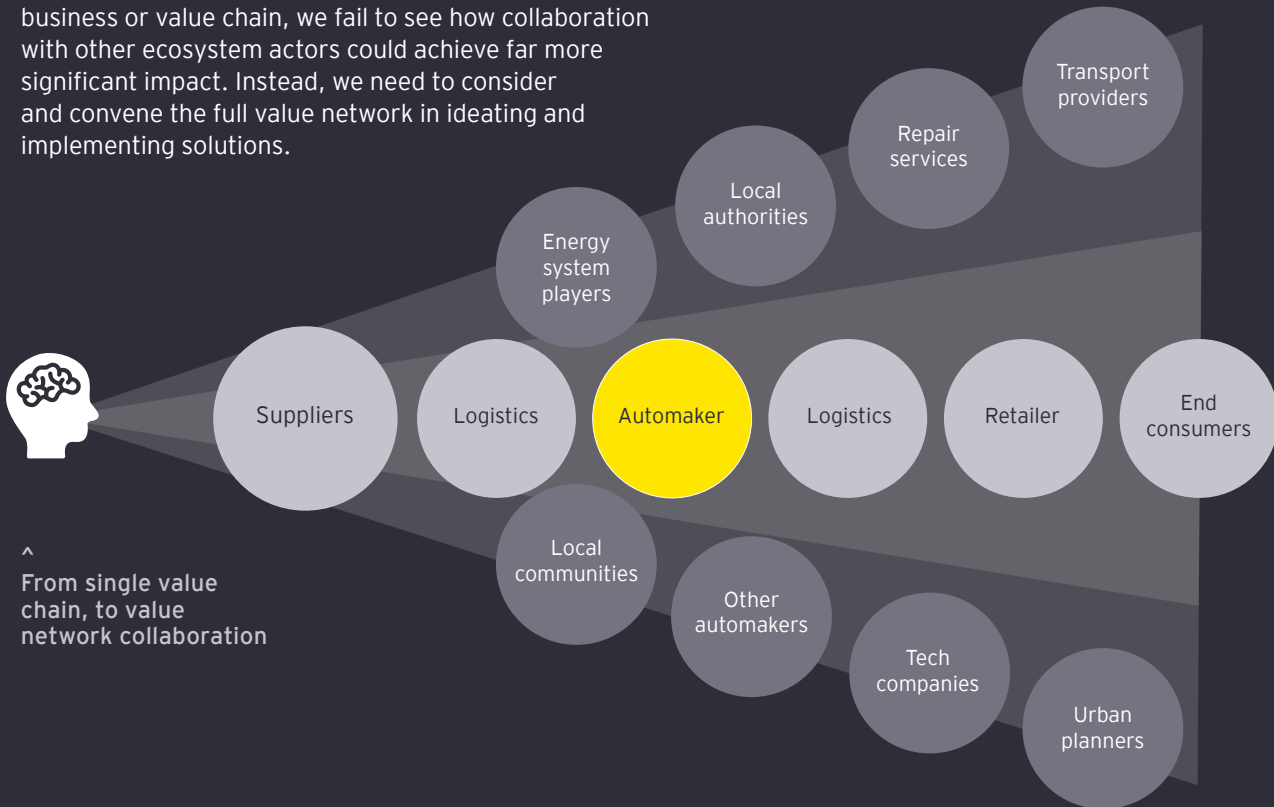 business or value chain, we fail to see how collaboration
with other ecosystem actors could achieve far more
significant impact. Instead, we need to consider
and convene the full value network in ideating and
implementing solutions.
Transport
providers
Repair
services
Local
authorities
Energy
system
players
Suppliers
Logistics
Automaker
Logistics
Retailer
End
consumers
Local
communities
Other
automakers
Tech
companies
Urban
planners
^
From single value
chain, to value
network collaboration